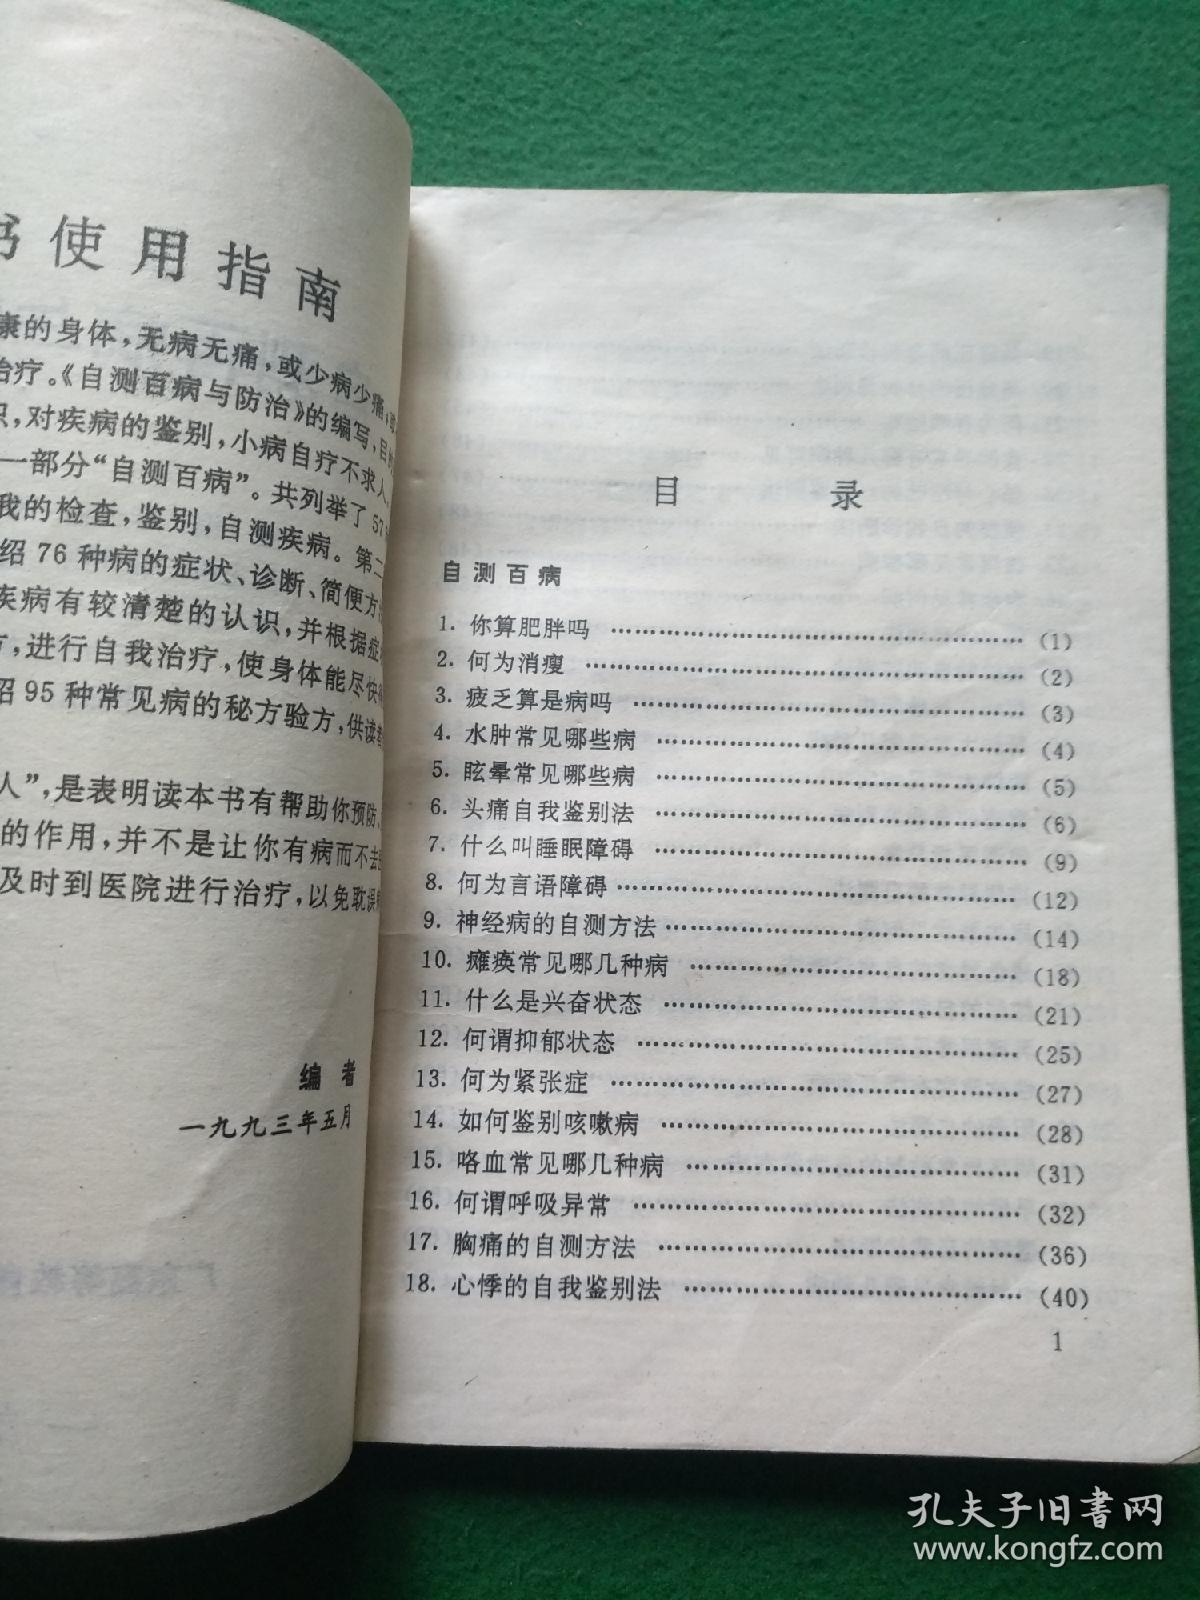 书使用指南
康的身体，无病无痛，或少病少痛，
治疗。《自测百病与防治》的编写，目的
识，对疾病的鉴别，小病自疗不求人。
一部分“自测百病”。共列举了57
我的检查，鉴别，自测疾病。第二
绍76种病的症状、诊断、简便方法
疾病有较清楚的认识，并根据症
方，进行自我治疗，使身体能尽快
绍95种常见病的秘方验方，供读者
人”，是表明读本书有帮助你预防、
的作用，并不是让你有病而不去
及时到医院进行治疗，以免耽误
编者
一九九三年五月
目录
自测百病
1. 你算肥胖吗 ……………………………………… (1)
2. 何为消瘦 ……………………………………… (2)
3. 疲乏算是病吗 ……………………………………… (3)
4. 水肿常见哪些病 ……………………………………… (4)
5. 眩晕常见哪些病 ……………………………………… (5)
6. 头痛自我鉴别法 ……………………………………… (6)
7. 什么叫睡眠障碍 ……………………………………… (9)
8. 何为言语障碍 ……………………………………… (12)
9. 神经病的自测方法 ……………………………………… (14)
10. 瘫痪常见哪几种病 ……………………………………… (18)
11. 什么是兴奋状态 ……………………………………… (21)
12. 何谓抑郁状态 ……………………………………… (25)
13. 何为紧张症 ……………………………………… (27)
14. 如何鉴别咳嗽病 ……………………………………… (28)
15. 咯血常见哪几种病 ……………………………………… (31)
16. 何谓呼吸异常 ……………………………………… (32)
17. 胸痛的自测方法 ……………………………………… (36)
18. 心悸的自我鉴别法 ……………………………………… (40)
1
孔夫子旧書网
www.kongfz.com